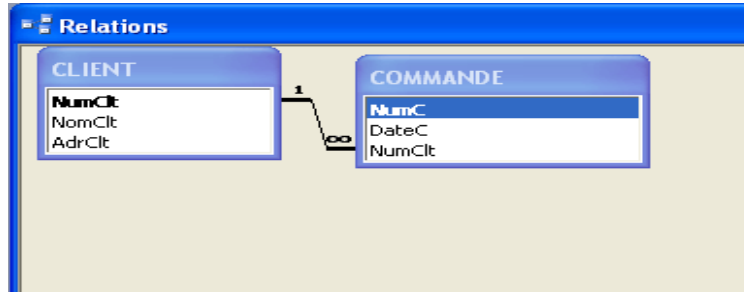 Relations
CLIENT
NumClt
NomClt
AdrClt
1
∞
COMMANDE
NumC
DateC
NumClt